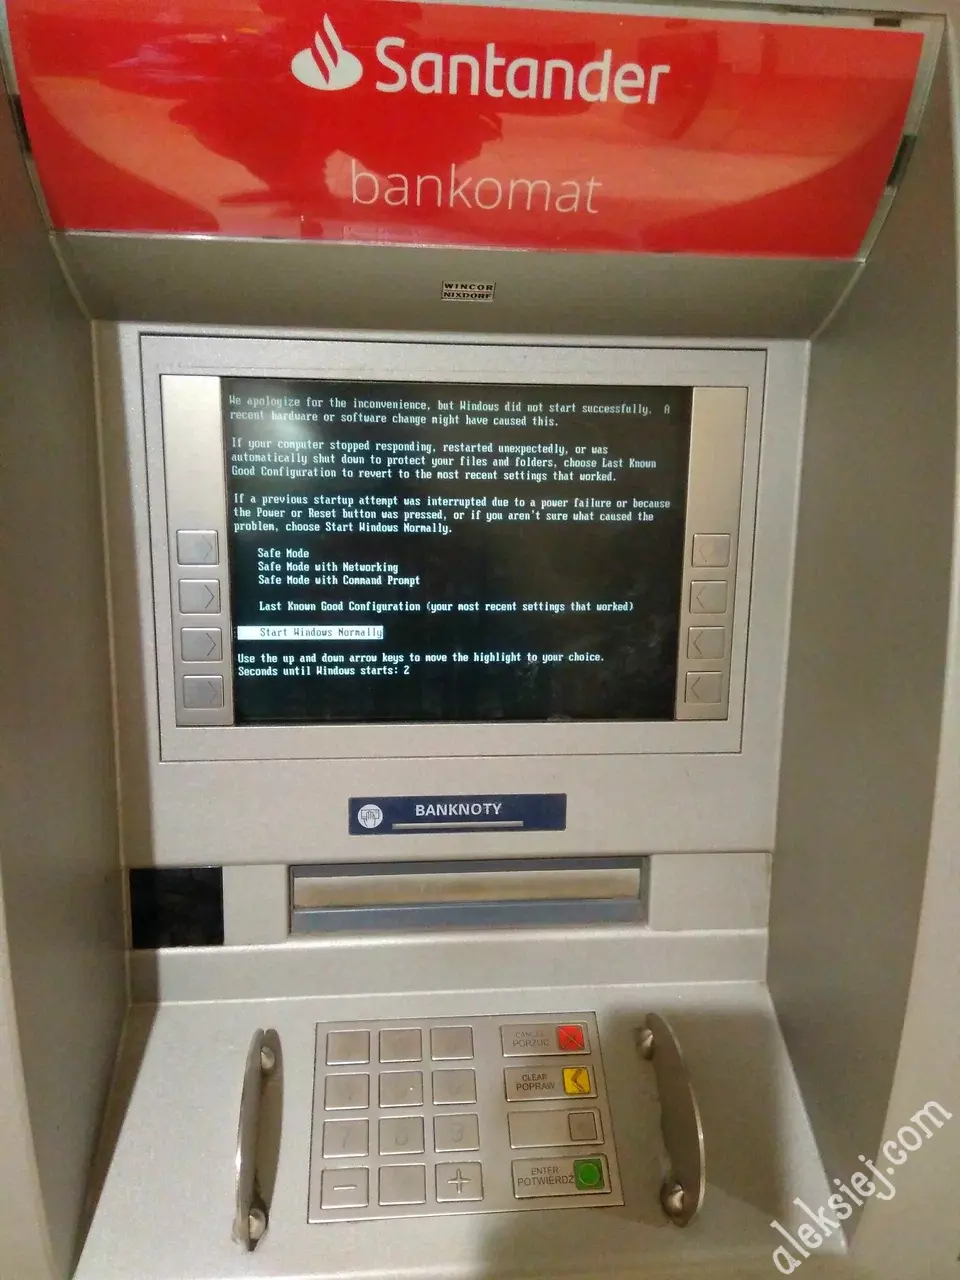 Santander
bankomat
WINCOR
NIXDORF
We apologize for the inconvenience, but Windows did not start successfully. A
recent hardware or software change might have caused this.
If your computer stopped responding, restarted unexpectedly, or was
automatically shut down to protect your files and folders, choose Last Known
Good Configuration to revert to the most recent settings that worked.
If a previous startup attempt was interrupted due to a power failure or because
the Power or Reset button was pressed, or if you aren't sure what caused the
problem, choose Start Windows Normally.
Safe Mode
Safe Mode with Networking
Safe Mode with Command Prompt
Last Known Good Configuration (your most recent settings that worked)
Start Windows Normally
Use the up and down arrow keys to move the highlight to your choice.
Seconds until Windows starts: 2
BANKNOTY
CANCEL
PORZUĆ
CLEAR
POPRAW
7 8 9
ENTER
POTWIERDŹ
aleksiej.com